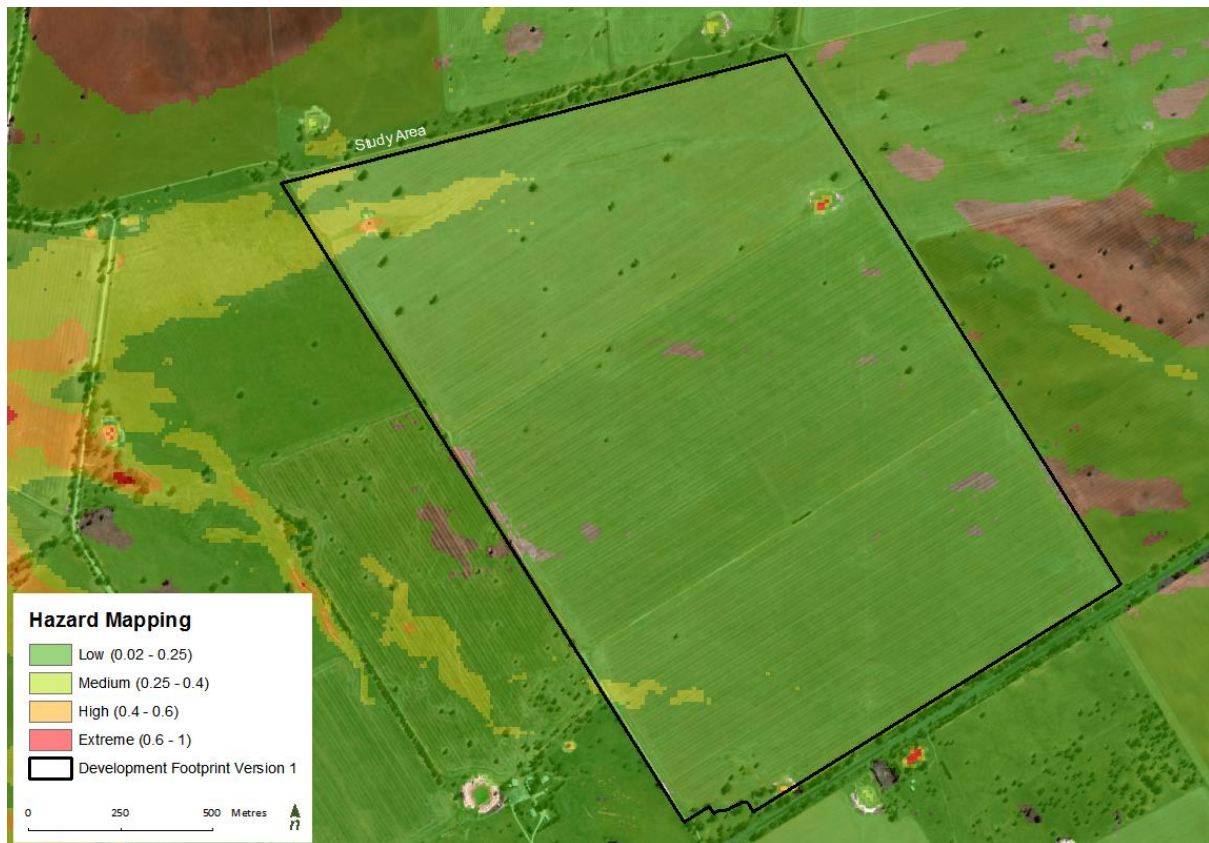 Study Area
Hazard Mapping
Low (0.02 - 0.25)
Medium (0.25 - 0.4)
High (0.4 - 0.6)
Extreme (0.6 - 1)
Development Footprint Version 1
0 250 500 Metres
n